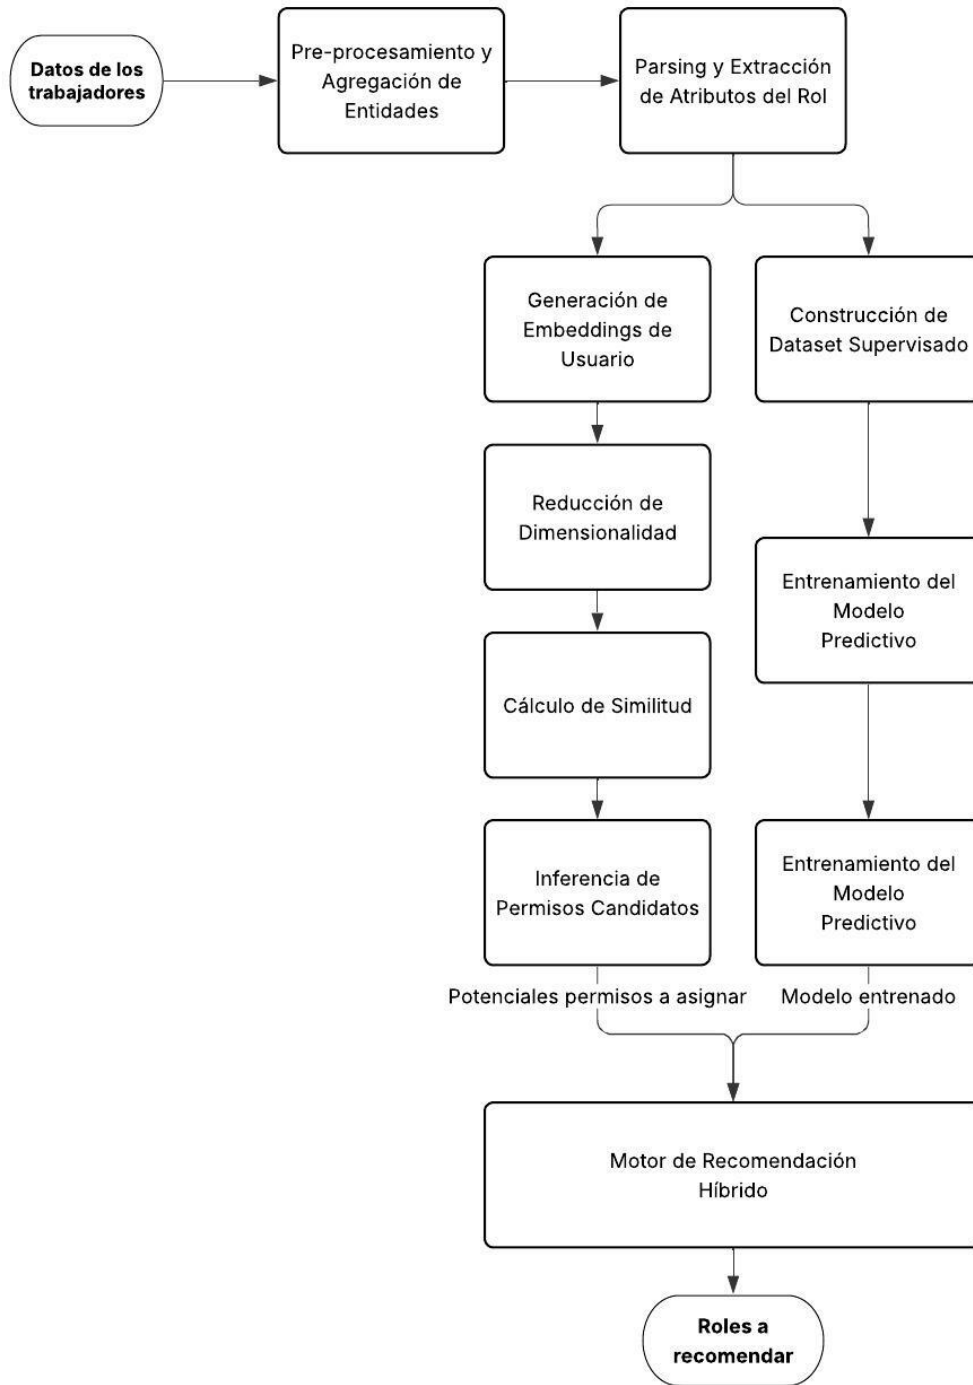 Datos de los
trabajadores
Pre-procesamiento y
Agregación de
Entidades
Parsing y Extracción
de Atributos del Rol
Generación de
Embeddings de
Usuario
Construcción de
Dataset Supervisado
Reducción de
Dimensionalidad
Entrenamiento del
Modelo
Predictivo
Cálculo de Similitud
Inferencia de
Permisos Candidatos
Entrenamiento del
Modelo
Predictivo
Potenciales permisos a asignar
Modelo entrenado
Motor de Recomendación
Híbrido
Roles a
recomendar